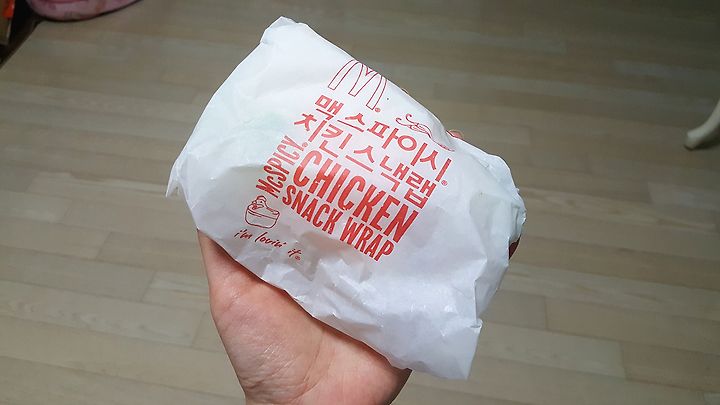 M®
맥스파이시®
치킨 스낵랩
McSPICY®
CHICKEN
SNACK WRAP
i'm lovin' it®